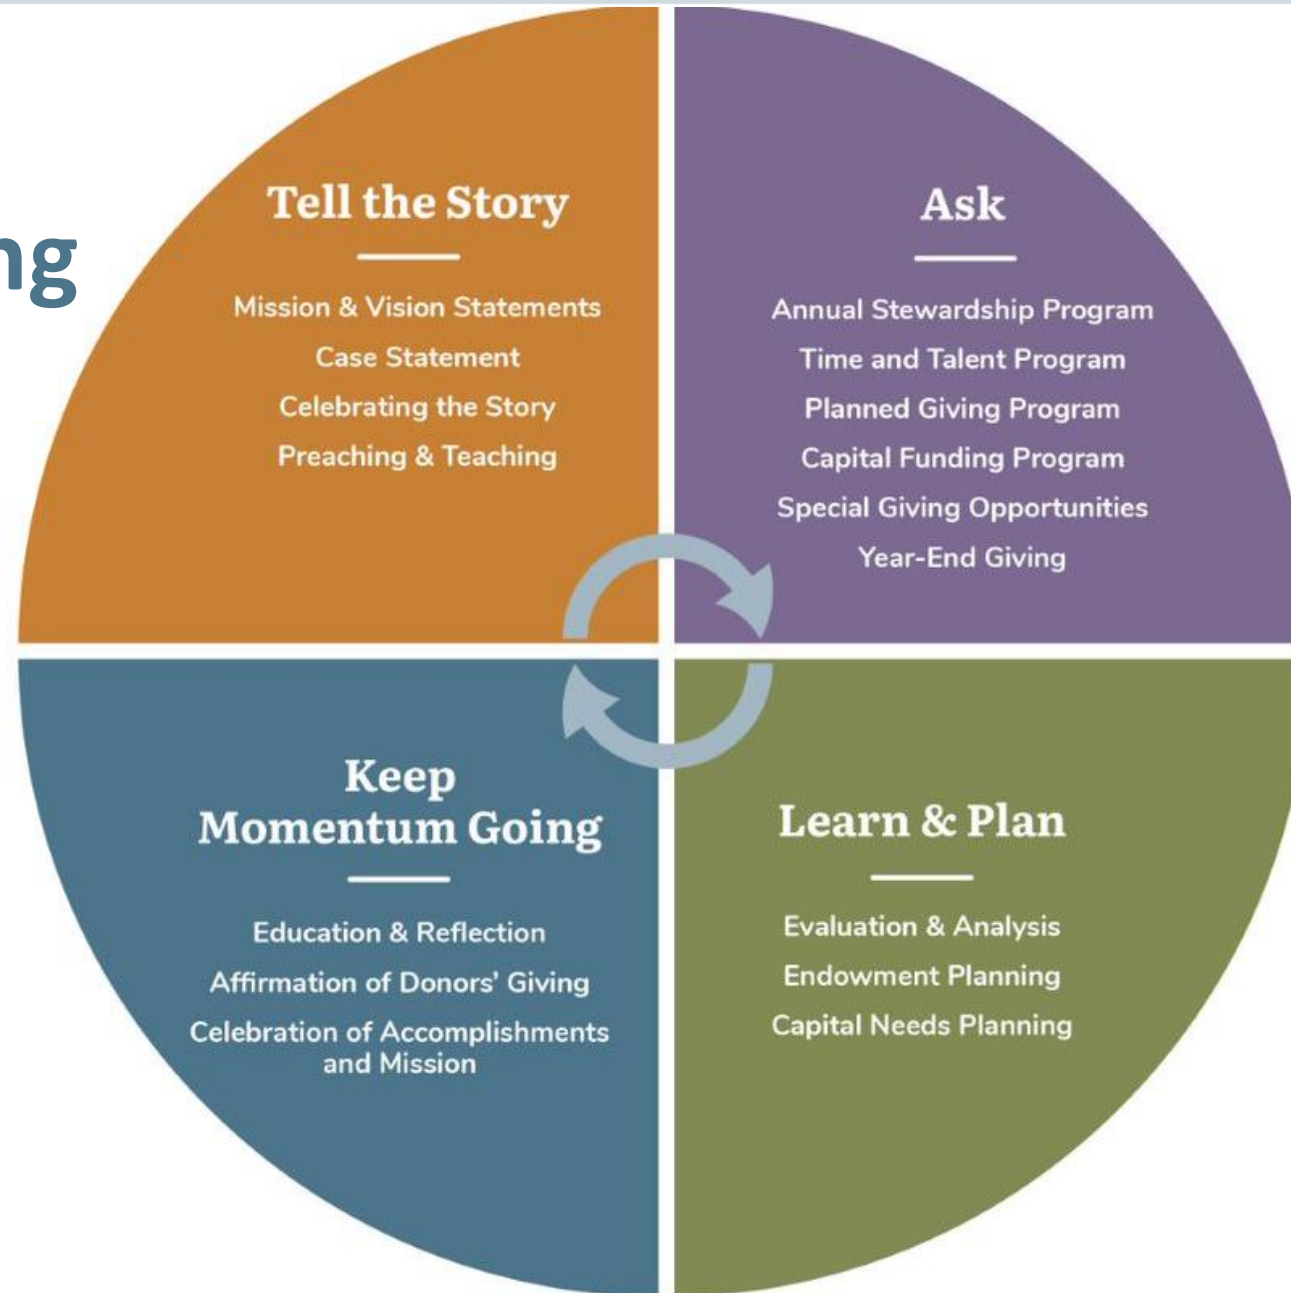 Tell the Story
Mission & Vision Statements
Case Statement
Celebrating the Story
Preaching & Teaching
Ask
Annual Stewardship Program
Time and Talent Program
Planned Giving Program
Capital Funding Program
Special Giving Opportunities
Year-End Giving
Keep
Momentum Going
Education & Reflection
Affirmation of Donors’ Giving
Celebration of Accomplishments
and Mission
Learn & Plan
Evaluation & Analysis
Endowment Planning
Capital Needs Planning